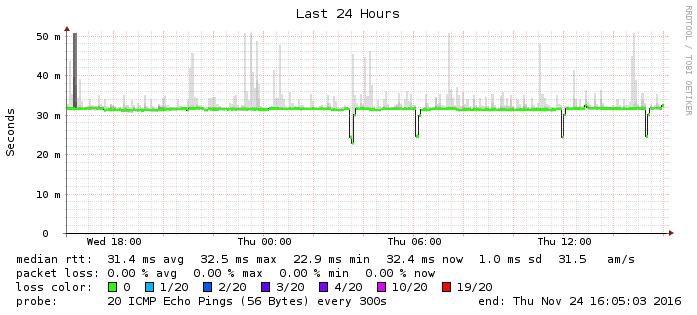 Last 24 Hours
RRDTOOL / TOBI OETIKER
Seconds
50 m
40 m
30 m
20 m
10 m
0
Wed 18:00 Thu 00:00 Thu 06:00 Thu 12:00
median rtt: 31.4 ms avg 32.5 ms max 22.9 ms min 32.4 ms now 1.0 ms sd 31.5 am/s
packet loss: 0.00 % avg 0.00 % max 0.00 % min 0.00 % now
loss color: 0 1/20 2/20 3/20 4/20 10/20 19/20
probe: 20 ICMP Echo Pings (56 Bytes) every 300s end: Thu Nov 24 16:05:03 2016